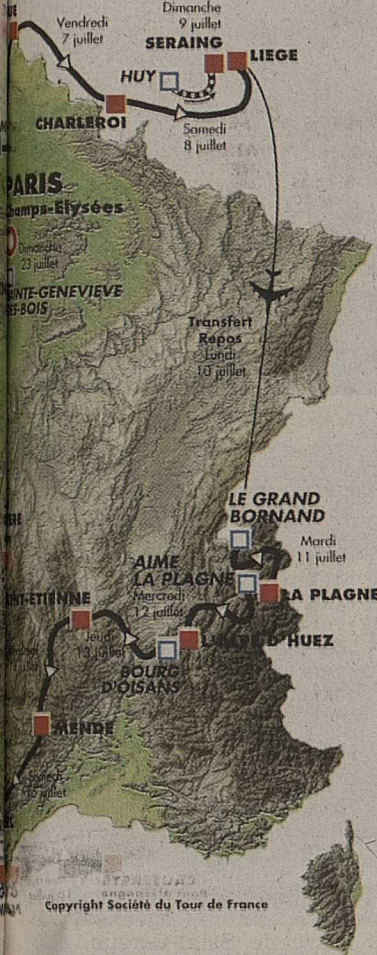 Dimanche
9 juillet
Vendredi
7 juillet
SERAING
LIEGE
HUY
CHARLEROI
Samedi
8 juillet
PARIS
Champs-Elysées
Dimanche
23 juillet
SAINTE-GENEVIEVE
DES-BOIS
Transfert
Repos
Lundi
10 juillet
LE GRAND
BORNAND
Mardi
11 juillet
AIME
LA PLAGNE
Mercredi
12 juillet
LA PLAGNE
L'ALPE D'HUEZ
Jeudi
13 juillet
BOURG
D'OISANS
MENDE
Samedi
Copyright Société du Tour de France